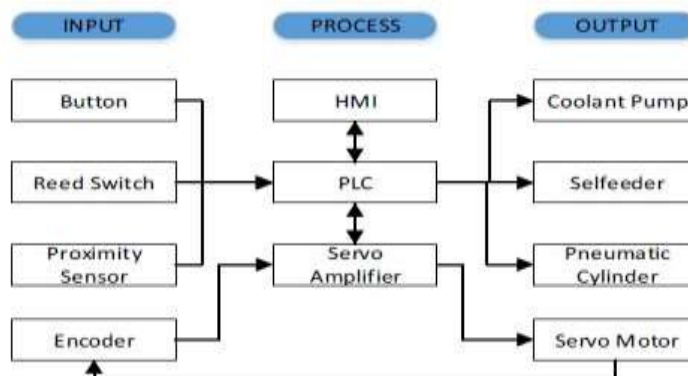 INPUT
PROCESS
OUTPUT
Button
HMI
Coolant Pump
Reed Switch
PLC
Selfeeder
Proximity
Sensor
Servo
Amplifier
Pneumatic
Cylinder
Encoder
Servo Motor